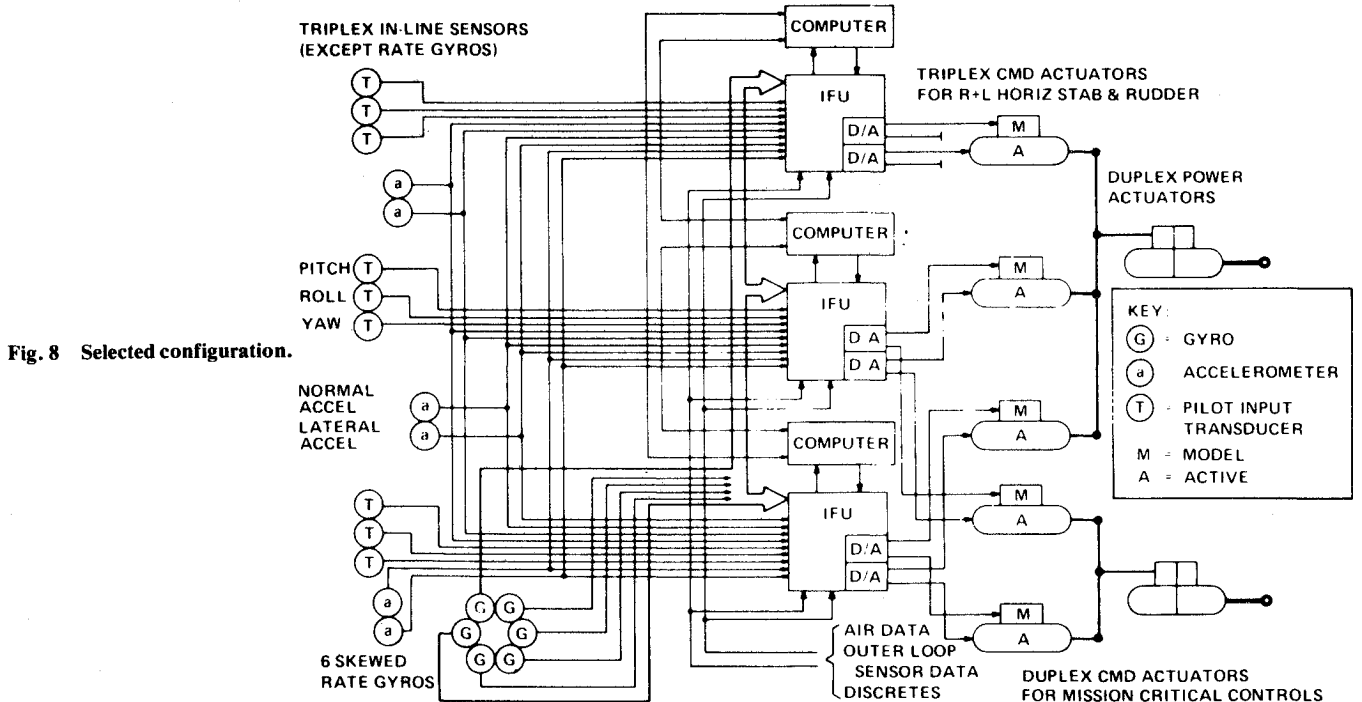 TRIPLEX IN-LINE SENSORS
(EXCEPT RATE GYROS)
T
T
T
a
a
PITCH T
ROLL T
YAW T
Fig. 8 Selected configuration.
NORMAL
ACCEL
LATERAL
ACCEL
a
a
T
T
T
a
a
G G
G G
G G
6 SKEWED
RATE GYROS
COMPUTER
IFU
D/A
D/A
COMPUTER
IFU
D A
D A
COMPUTER
IFU
D/A
D/A
AIR DATA
OUTER LOOP
SENSOR DATA
DISCRETES
TRIPLEX CMD ACTUATORS
FOR R+L HORIZ STAB & RUDDER
M
A
M
A
M
A
M
A
M
A
DUPLEX POWER
ACTUATORS
KEY:
G = GYRO
a ACCELEROMETER
T = PILOT INPUT
TRANSDUCER
M = MODEL
A = ACTIVE
DUPLEX CMD ACTUATORS
FOR MISSION CRITICAL CONTROLS